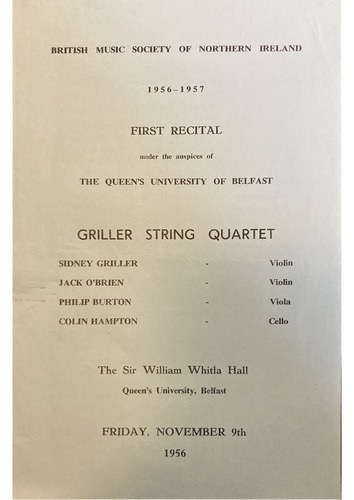 BRITISH MUSIC SOCIETY OF NORTHERN IRELAND
1956–1957
FIRST RECITAL
under the auspices of
THE QUEEN'S UNIVERSITY OF BELFAST
GRILLER STRING QUARTET
SIDNEY GRILLER - Violin
JACK O'BRIEN - Violin
PHILIP BURTON - Viola
COLIN HAMPTON - Cello
The Sir William Whitla Hall
Queen's University, Belfast
FRIDAY, NOVEMBER 9th
1956